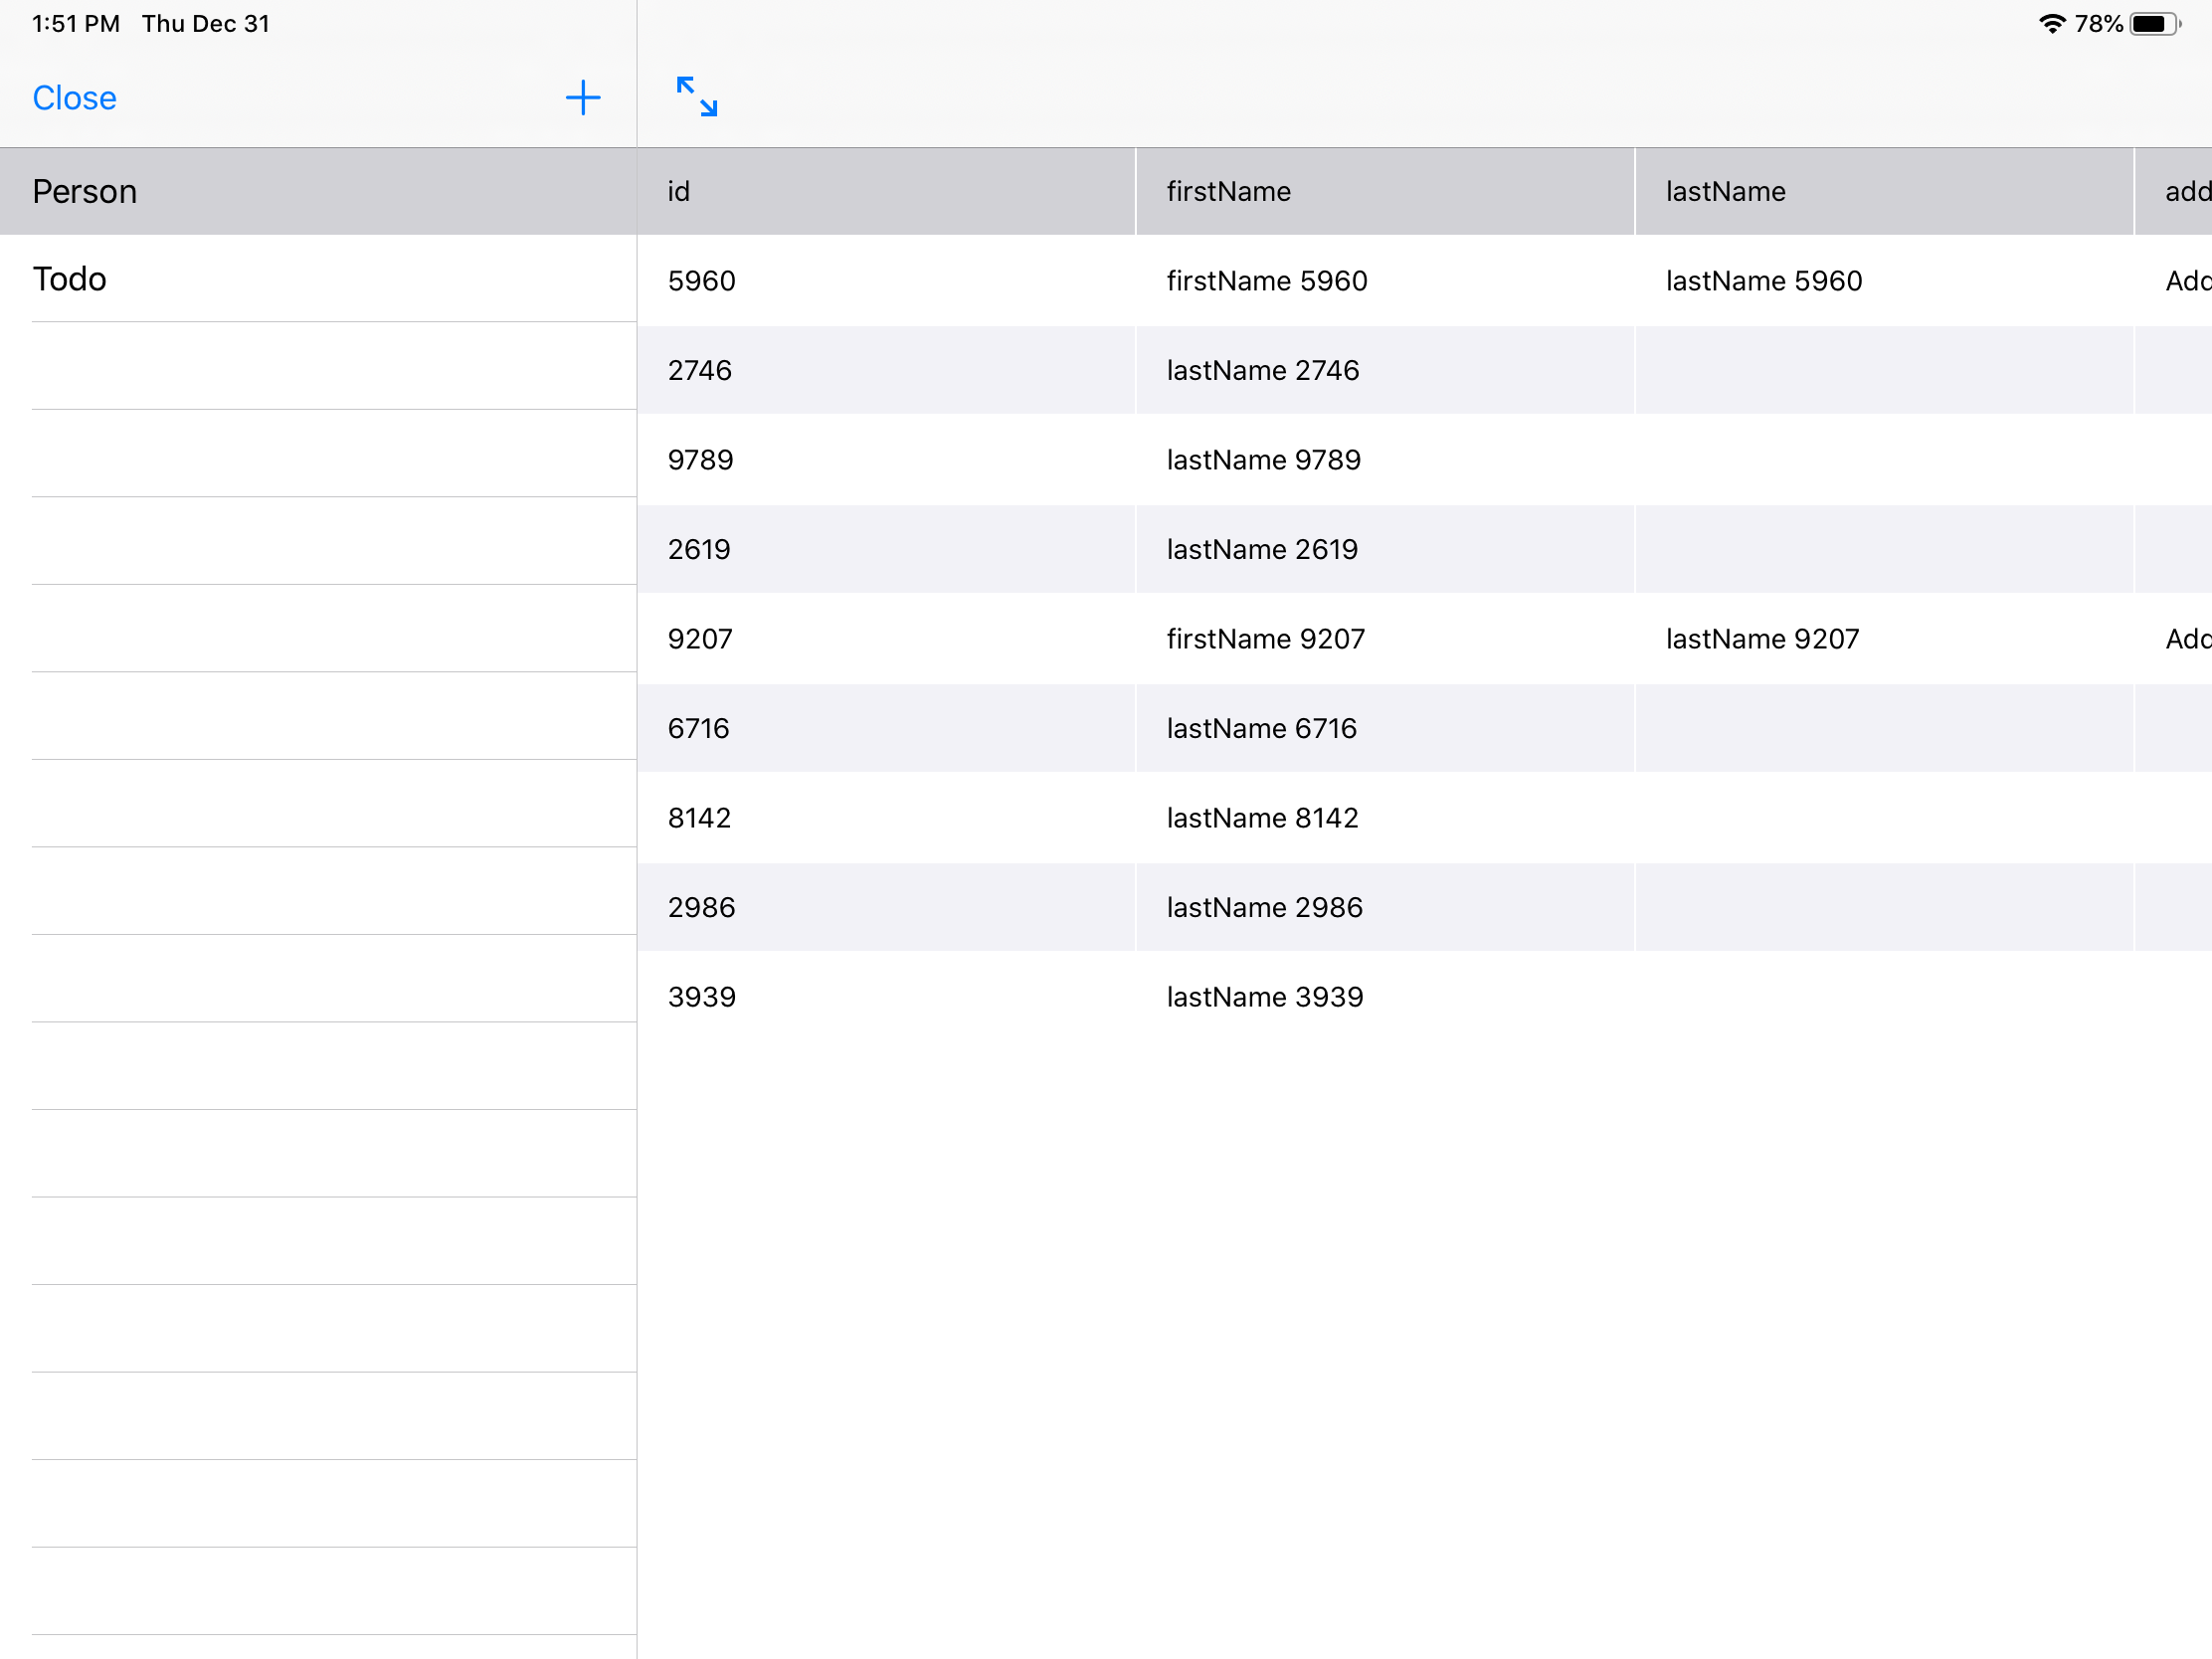 1:51 PM Thu Dec 31 78%
Close
Person
Todo
id firstName lastName add
5960 firstName 5960 lastName 5960 Add
2746 lastName 2746
9789 lastName 9789
2619 lastName 2619
9207 firstName 9207 lastName 9207 Add
6716 lastName 6716
8142 lastName 8142
2986 lastName 2986
3939 lastName 3939